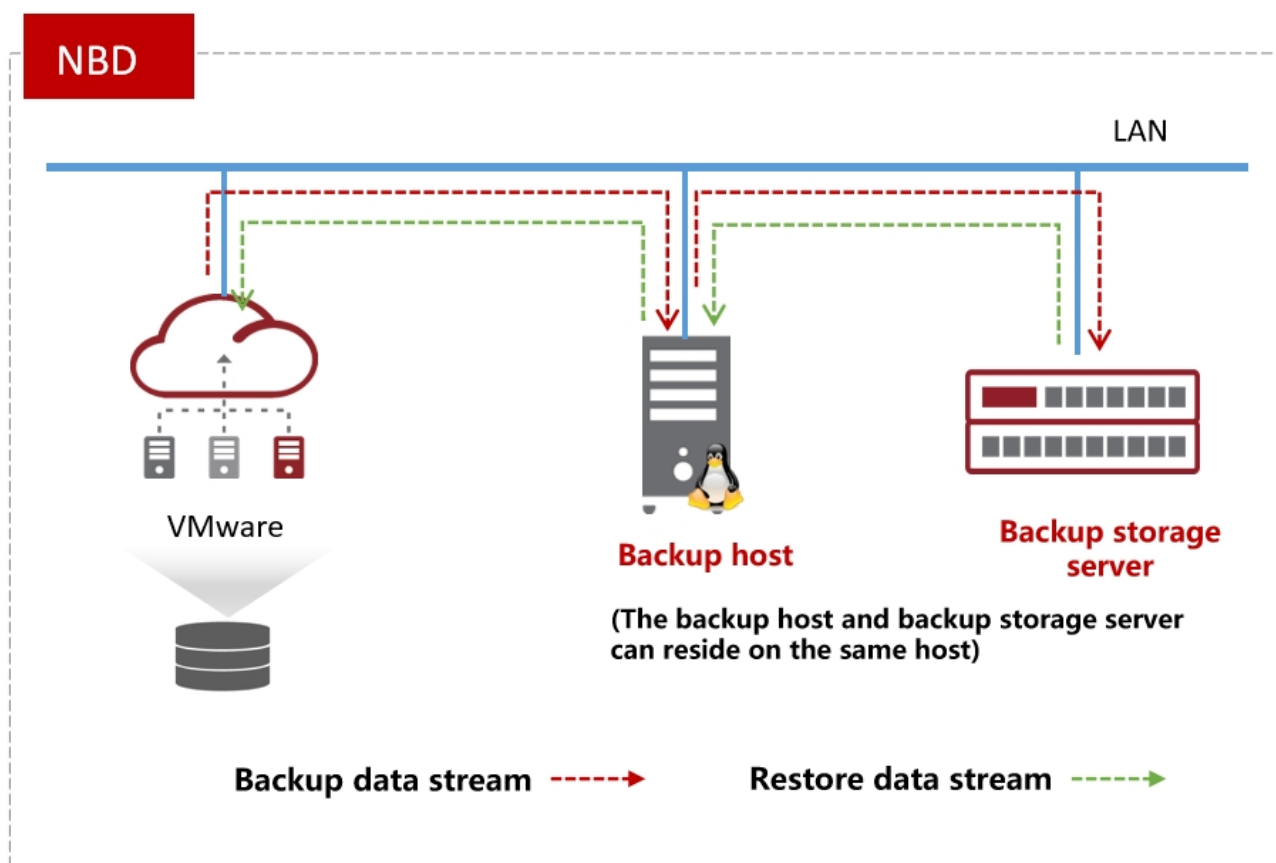 NBD
LAN
VMware
Backup host
Backup storage
server
(The backup host and backup storage server
can reside on the same host)
Backup data stream
Restore data stream